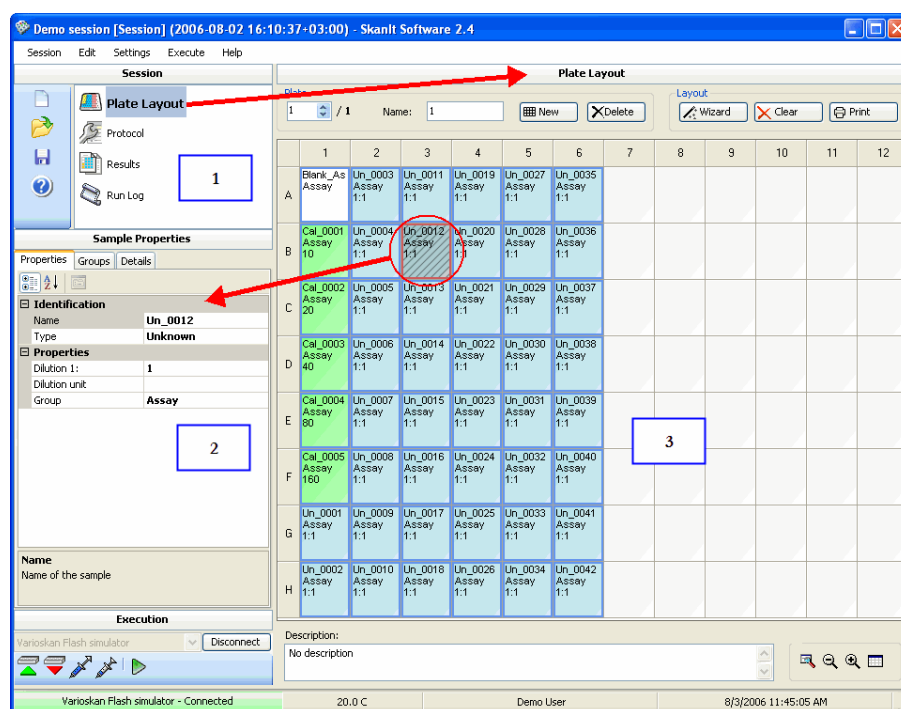 Demo session [Session] (2006-08-02 16:10:37+03:00) - SkanIt Software 2.4
Session Edit Settings Execute Help
Session
Plate Layout
Protocol
Results
Run Log
1
Sample Properties
Properties Groups Details
Identification
Name Un_0012
Type Unknown
Properties
Dilution 1: 1
Dilution unit
Group Assay
2
Name
Name of the sample
Execution
Varioskan Flash simulator Disconnect
Plate Layout
Plate
1 / 1 Name: 1 New Delete
Layout
Wizard Clear Print
1 2 3 4 5 6 7 8 9 10 11 12
A
Blank_As Un_0003 Un_0011 Un_0019 Un_0027 Un_0035
Assay Assay Assay Assay Assay Assay
1:1 1:1 1:1 1:1 1:1
B
Cal_0001 Un_0004 Un_0012 Un_0020 Un_0028 Un_0036
Assay Assay Assay Assay Assay Assay
10 1:1 1:1 1:1 1:1 1:1
C
Cal_0002 Un_0005 Un_0013 Un_0021 Un_0029 Un_0037
Assay Assay Assay Assay Assay Assay
20 1:1 1:1 1:1 1:1 1:1
D
Cal_0003 Un_0006 Un_0014 Un_0022 Un_0030 Un_0038
Assay Assay Assay Assay Assay Assay
40 1:1 1:1 1:1 1:1 1:1
E
Cal_0004 Un_0007 Un_0015 Un_0023 Un_0031 Un_0039
Assay Assay Assay Assay Assay Assay
80 1:1 1:1 1:1 1:1 1:1
3
F
Cal_0005 Un_0008 Un_0016 Un_0024 Un_0032 Un_0040
Assay Assay Assay Assay Assay Assay
160 1:1 1:1 1:1 1:1 1:1
G
Un_0001 Un_0009 Un_0017 Un_0025 Un_0033 Un_0041
Assay Assay Assay Assay Assay Assay
1:1 1:1 1:1 1:1 1:1 1:1
H
Un_0002 Un_0010 Un_0018 Un_0026 Un_0034 Un_0042
Assay Assay Assay Assay Assay Assay
1:1 1:1 1:1 1:1 1:1 1:1
Description:
No description
Varioskan Flash simulator - Connected 20.0 C Demo User 8/3/2006 11:45:05 AM